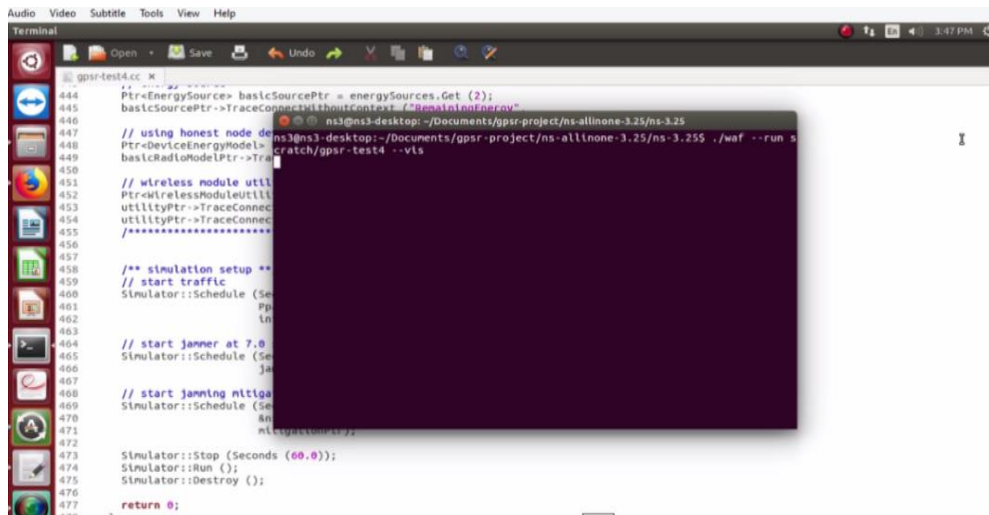 Audio Video Subtitle Tools View Help
Terminal
En 3:47 PM
Open Save Undo
gpsr-test4.cc ×
444 Ptr<EnergySource> basicSourcePtr = energySources.Get (2);
445 basicSourcePtr->TraceConnectWithoutContext ("RemainingEnergy",
446
447 // using honest node de
448 Ptr<DeviceEnergyModel>
449 basicRadioModelPtr->Tra
450
451 // wireless module util
452 Ptr<WirelessModuleUtili
453 utilityPtr->TraceConnec
454 utilityPtr->TraceConnec
455 /**********************
456
457
458 /** simulation setup **
459 // start traffic
460 Simulator::Schedule (Se
461 Ppa
462 in
463
464 // start jammer at 7.0
465 Simulator::Schedule (Se
466 ja
467
468 // start jamming mitiga
469 Simulator::Schedule (Se
470 &n
471 mitigationPtr);
472
473 Simulator::Stop (Seconds (60.0));
474 Simulator::Run ();
475 Simulator::Destroy ();
476
477 return 0;
ns3@ns3-desktop: ~/Documents/gpsr-project/ns-allinone-3.25/ns-3.25
ns3@ns3-desktop:~/Documents/gpsr-project/ns-allinone-3.25/ns-3.25$ ./waf --run s
cratch/gpsr-test4 --vis